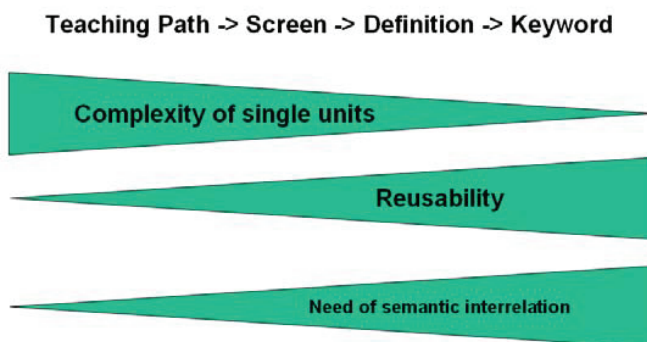 Teaching Path -> Screen -> Definition -> Keyword
Complexity of single units
Reusability
Need of semantic interrelation